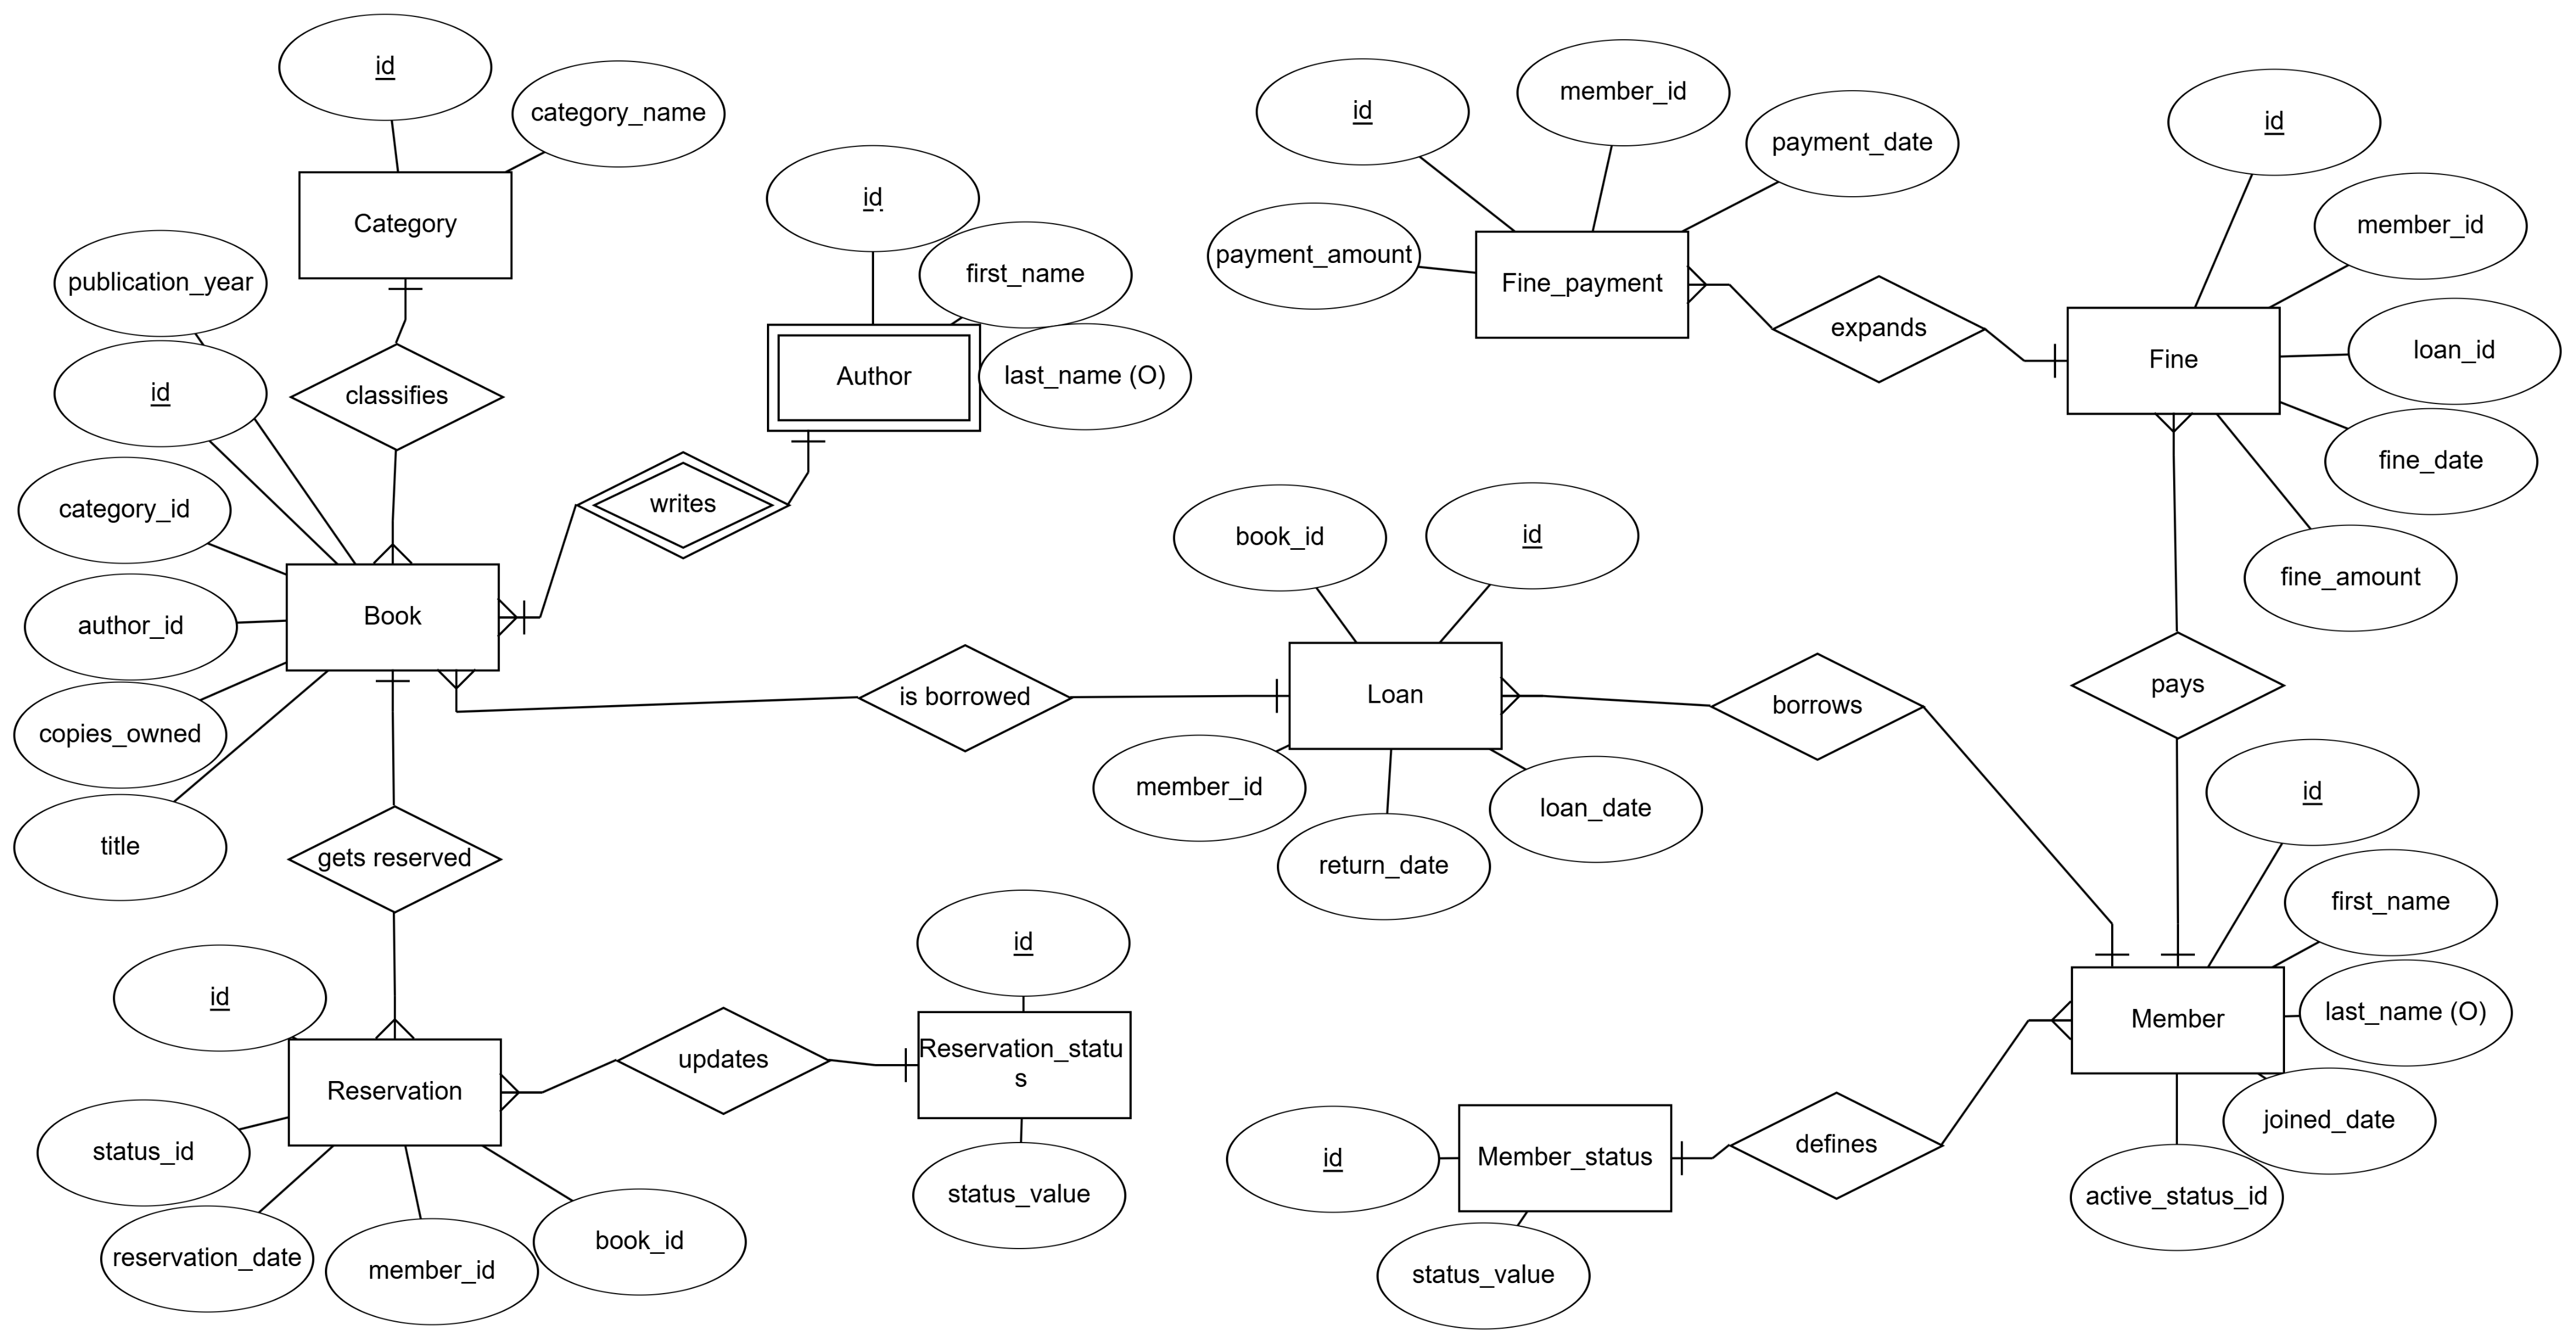 id
category_name
Category
publication_year
id
classifies
category_id
author_id
copies_owned
title
Book
id
first_name
last_name (O)
Author
writes
gets reserved
is borrowed
id
Reservation
status_id
reservation_date
member_id
book_id
updates
id
Reservation_statu
s
status_value
id
member_id
payment_date
payment_amount
Fine_payment
expands
id
member_id
loan_id
fine_date
fine_amount
Fine
book_id
id
Loan
member_id
return_date
loan_date
borrows
pays
id
first_name
last_name (O)
joined_date
active_status_id
Member
defines
id
Member_status
status_value